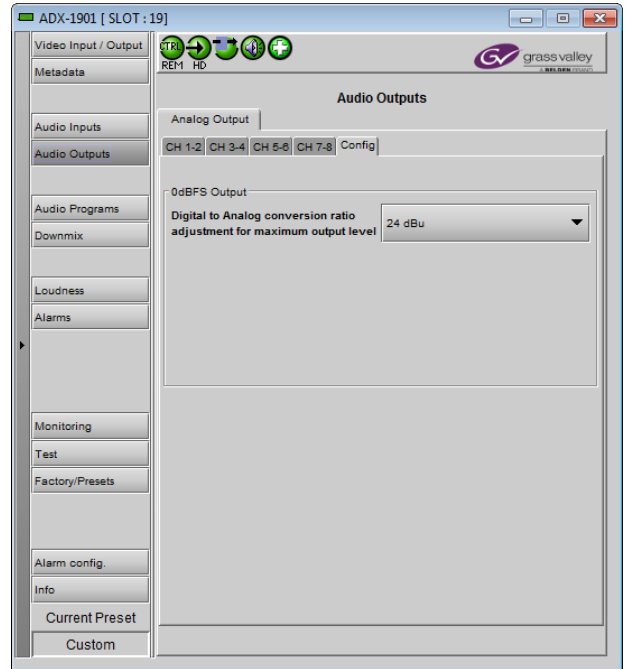 ADX-1901 [ SLOT : 19]
Video Input / Output
Metadata
Audio Inputs
Audio Outputs
Audio Programs
Downmix
Loudness
Alarms
Monitoring
Test
Factory/Presets
Alarm config.
Info
Current Preset
Custom
CTRL
REM HD
GV grass valley
A BELDEN BRAND
Audio Outputs
Analog Output
CH 1-2 CH 3-4 CH 5-6 CH 7-8 Config
0dBFS Output
Digital to Analog conversion ratio
adjustment for maximum output level
24 dBu